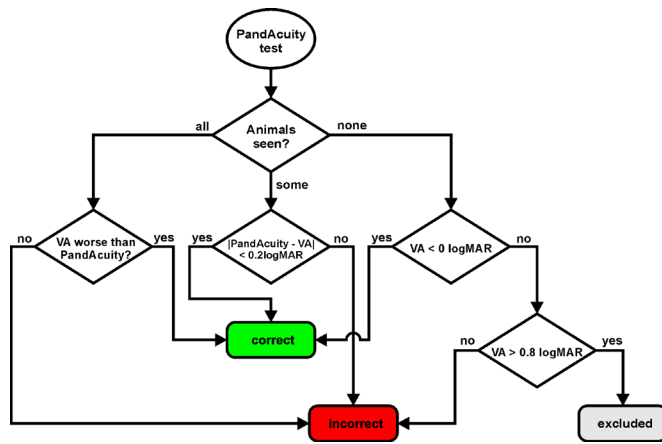 PandAcuity
test
Animals
seen?
all
none
some
no
VA worse than
PandAcuity?
yes
yes
|PandAcuity - VA|
< 0.2logMAR
no
yes
VA < 0 logMAR
no
correct
no
VA > 0.8 logMAR
yes
incorrect
excluded